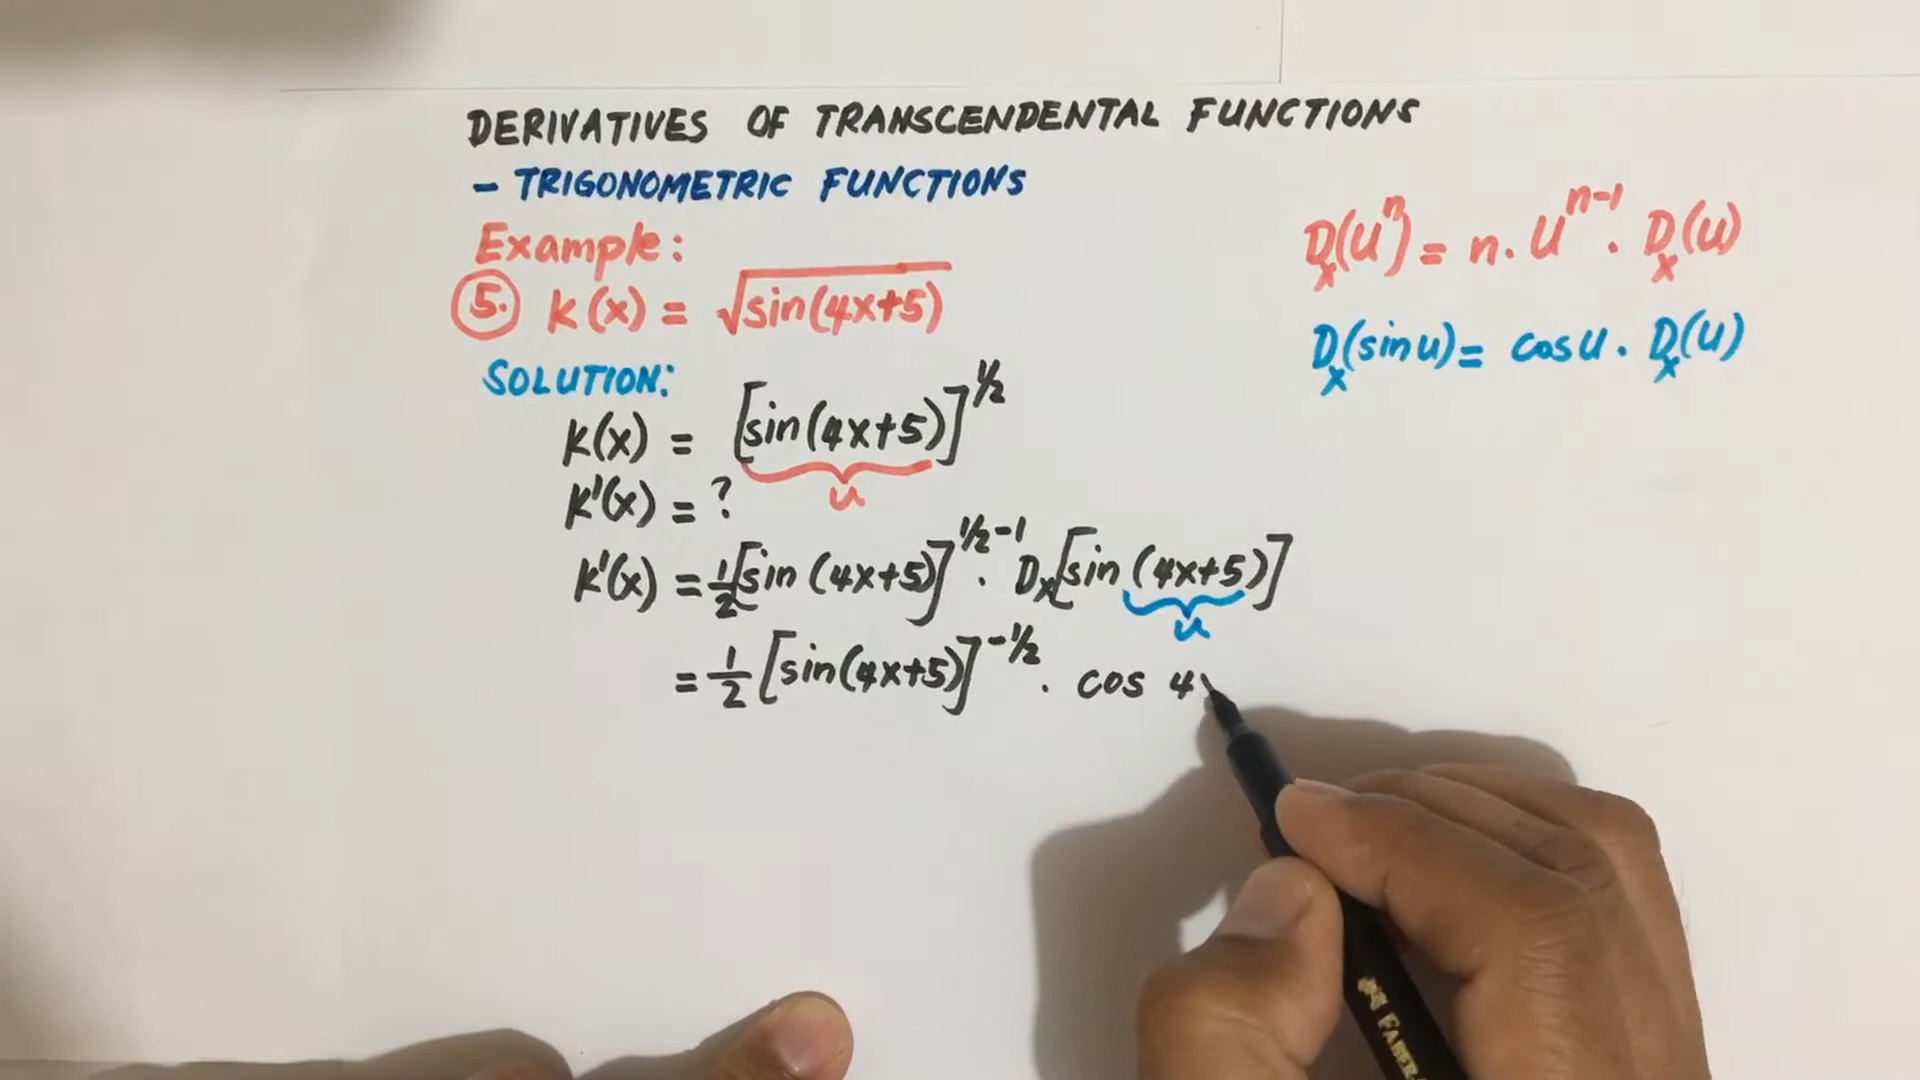 DERIVATIVES OF TRANSCENDENTAL FUNCTIONS
- TRIGONOMETRIC FUNCTIONS
Example:
5. K(x) = √sin(4x+5)
Dx(Uⁿ) = n. Uⁿ⁻¹ . Dx(U)
Dx(sin u) = cos U . Dx(U)
SOLUTION:
K(x) = [sin(4x+5)]^1/2
u
K'(x) = ?
K'(x) = 1/2 [sin (4x+5)]^1/2-1 . Dx[sin (4x+5)]
u
= 1/2 [sin(4x+5)]^-1/2 . cos 4